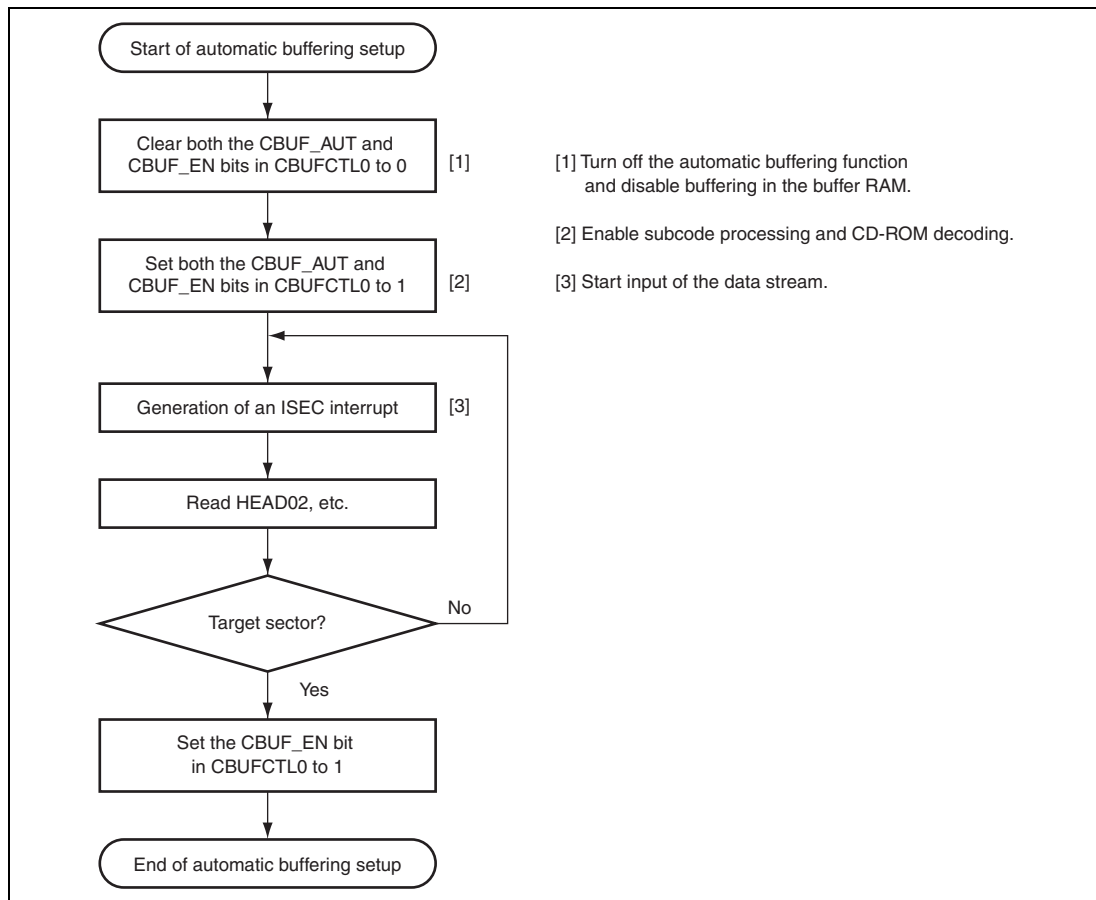 Start of automatic buffering setup
Clear both the CBUF_AUT and
CBUF_EN bits in CBUFCTL0 to 0
[1]
[1] Turn off the automatic buffering function
and disable buffering in the buffer RAM.
[2] Enable subcode processing and CD-ROM decoding.
Set both the CBUF_AUT and
CBUF_EN bits in CBUFCTL0 to 1
[2]
[3] Start input of the data stream.
Generation of an ISEC interrupt
[3]
Read HEAD02, etc.
Target sector?
No
Yes
Set the CBUF_EN bit
in CBUFCTL0 to 1
End of automatic buffering setup